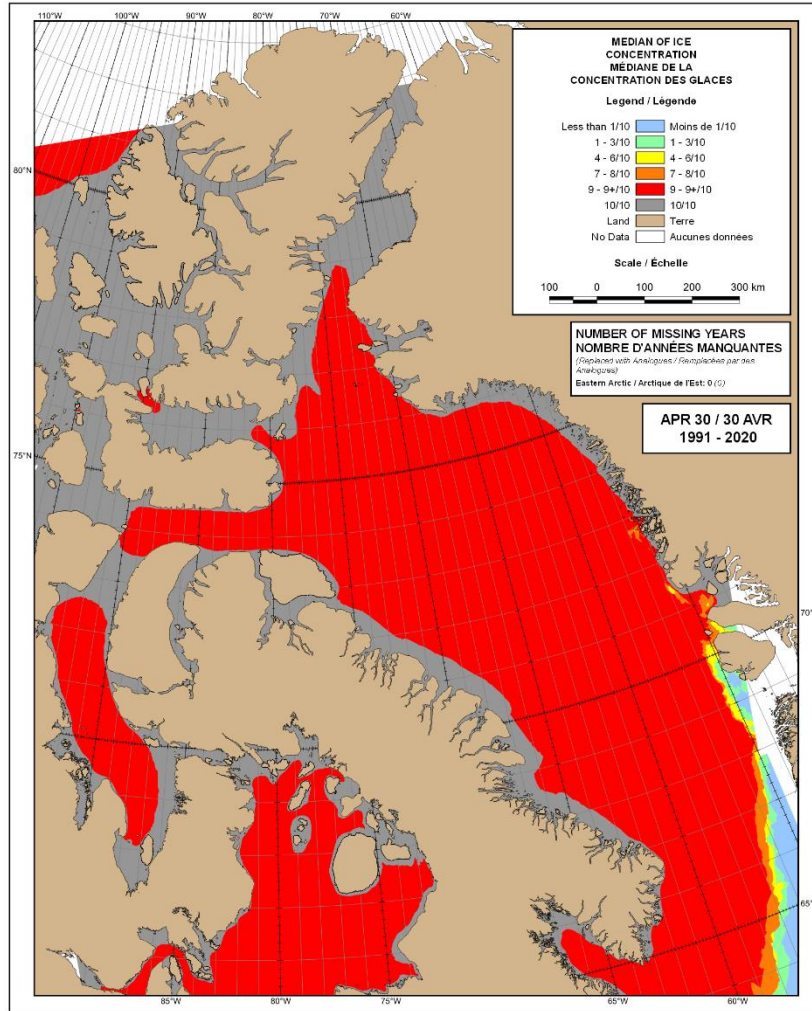 110°W 100°W 90°W 80°W 70°W 60°W
MEDIAN OF ICE
CONCENTRATION
MÉDIANE DE LA
CONCENTRATION DES GLACES
Legend / Légende
Less than 1/10 Moins de 1/10
1 - 3/10 1 - 3/10
4 - 6/10 4 - 6/10
7 - 8/10 7 - 8/10
9 - 9+/10 9 - 9+/10
10/10 10/10
Land Terre
No Data Aucunes données
Scale / Échelle
100 0 100 200 300 km
NUMBER OF MISSING YEARS
NOMBRE D'ANNÉES MANQUANTES
(Replaced with Analogues / Remplacées par des
Analogues)
Eastern Arctic / Arctique de l'Est: 0 (0)
APR 30 / 30 AVR
1991 - 2020
80°N
75°N
70°
65°
85°W 80°W 75°W 65°W 60°W